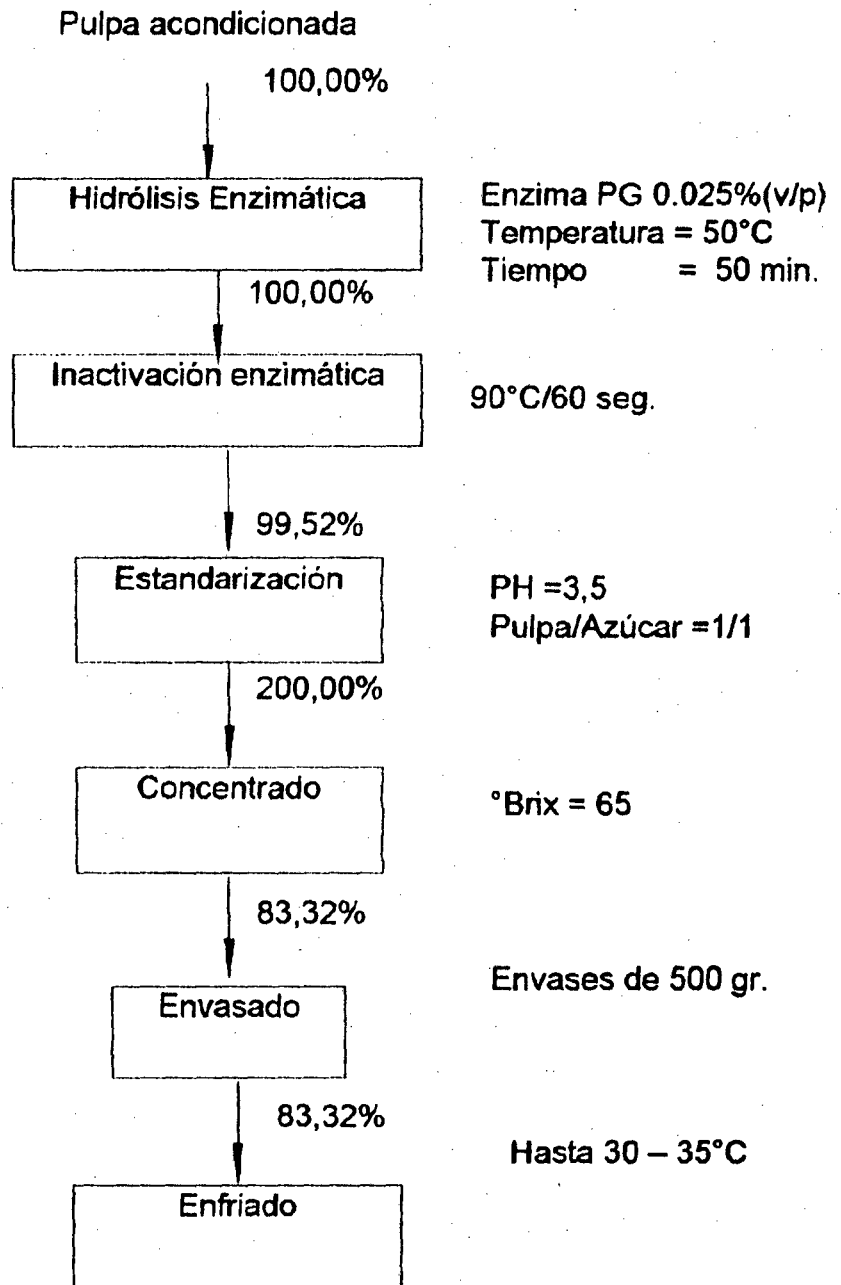 Pulpa acondicionada
100,00%
Hidrólisis Enzimática
Enzima PG 0.025%(v/p)
Temperatura = 50°C
Tiempo = 50 min.
100,00%
Inactivación enzimática
90°C/60 seg.
99,52%
Estandarización
PH =3,5
Pulpa/Azúcar =1/1
200,00%
Concentrado
°Brix = 65
83,32%
Envasado
Envases de 500 gr.
83,32%
Hasta 30 – 35°C
Enfriado